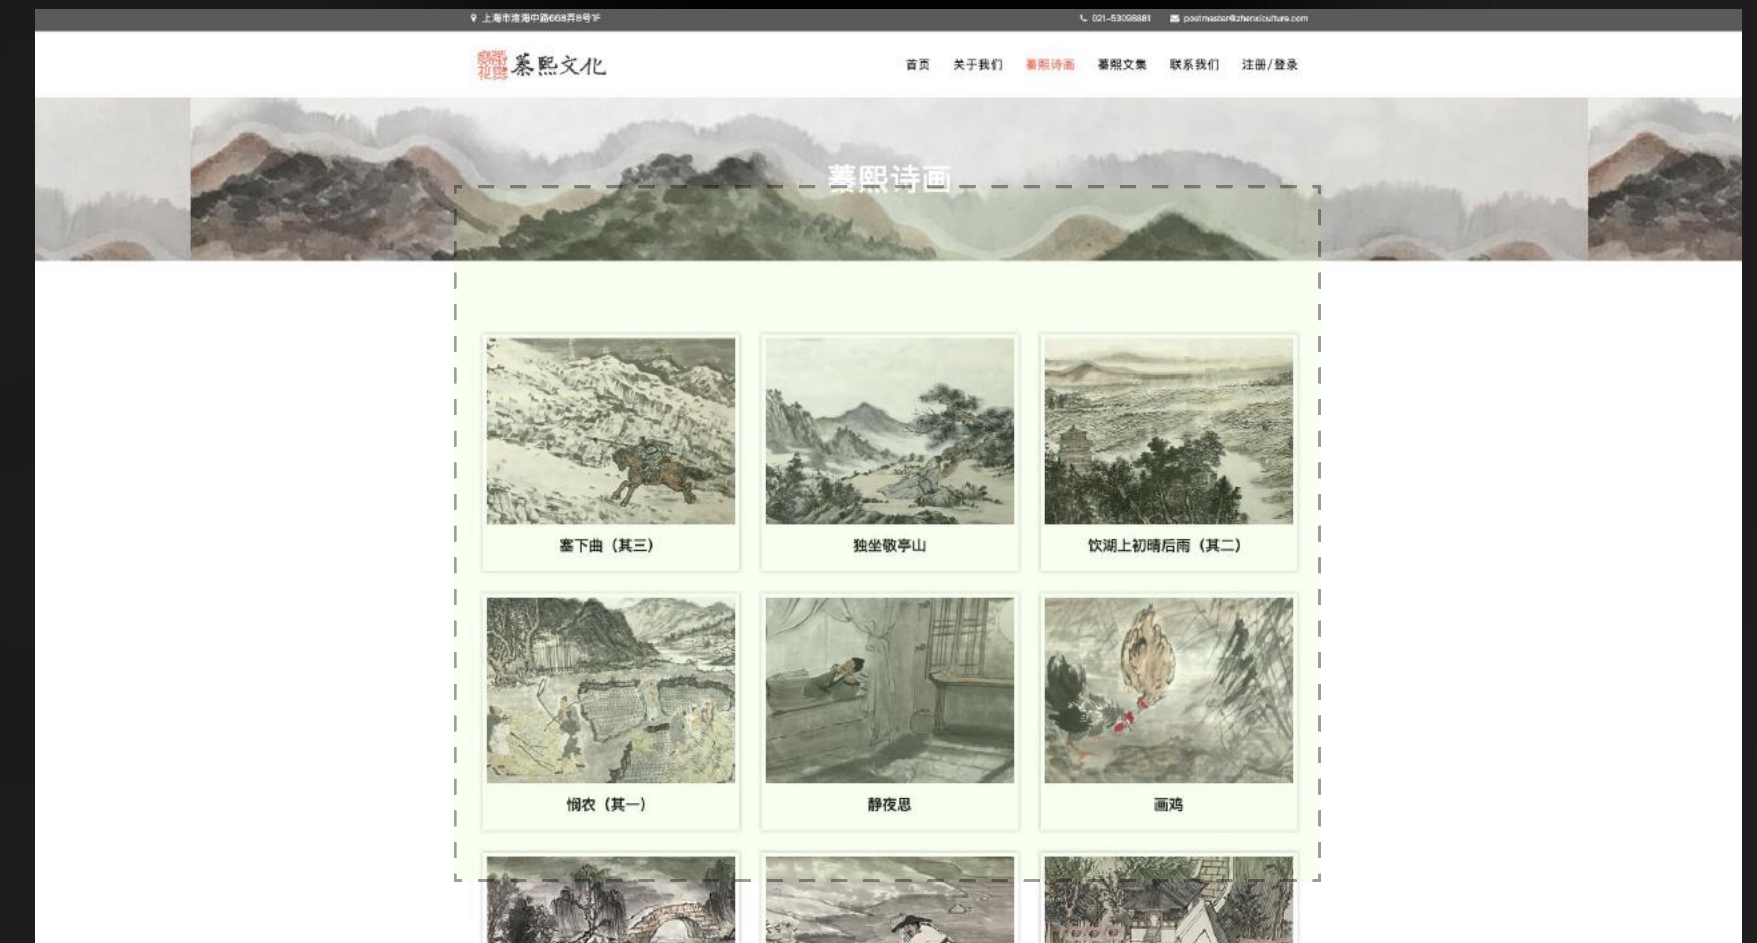 上海市淮海中路668弄8号1F
021-53098881
postmaster@zhenxiculture.com
蓁熙文化
首页 关于我们 蓁熙诗画 蓁熙文集 联系我们 注册/登录
蓁熙诗画
塞下曲（其三）
独坐敬亭山
饮湖上初晴后雨（其二）
悯农（其一）
静夜思
画鸡